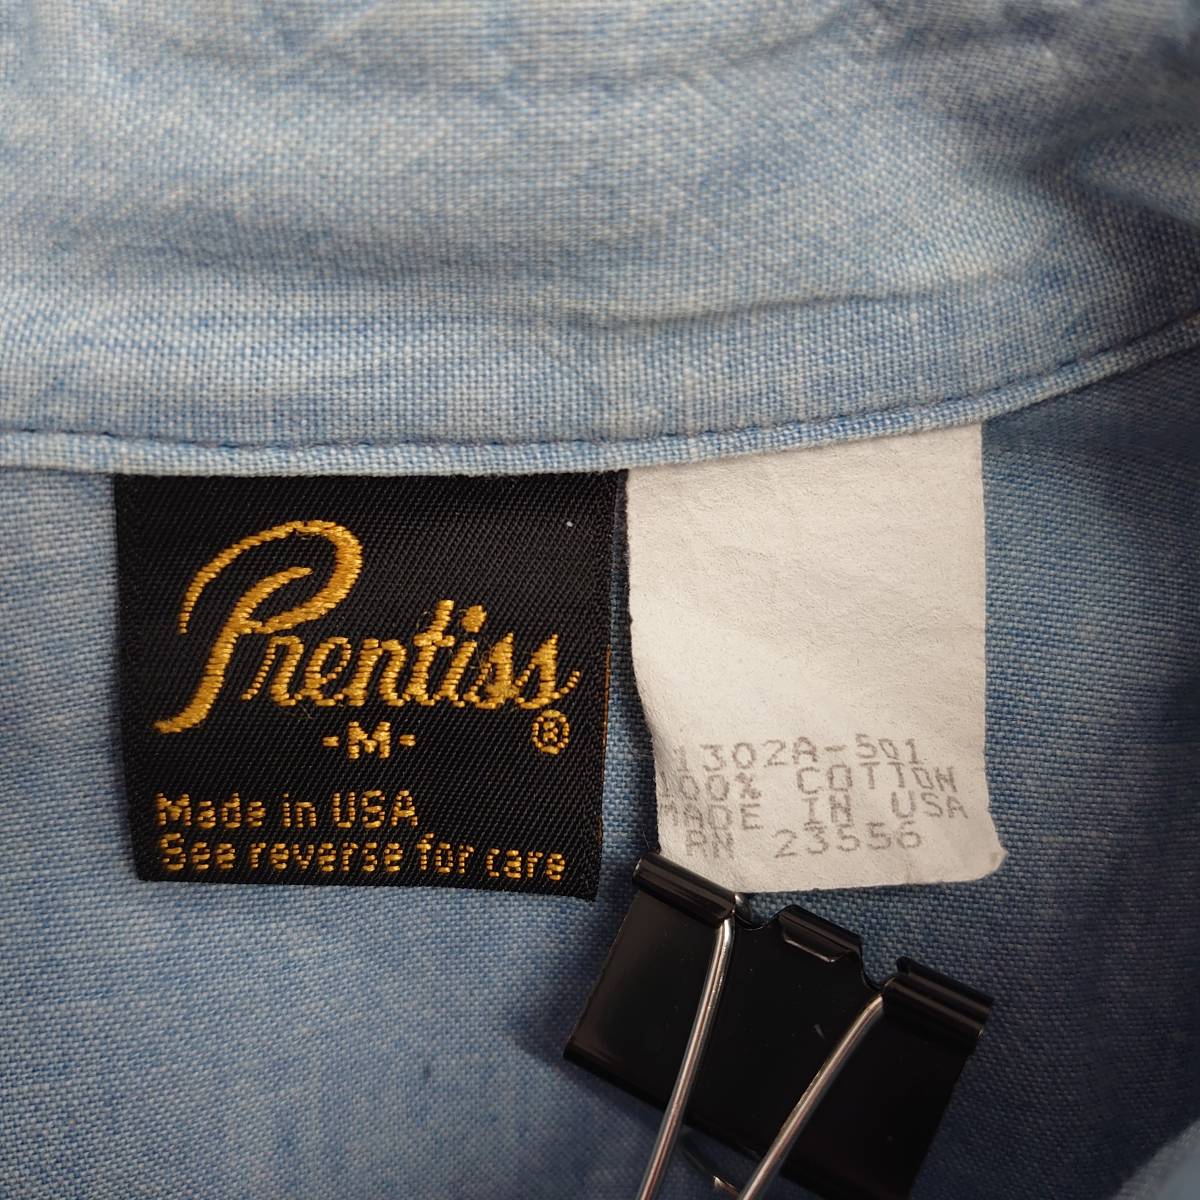 Prentiss
-M- ®
Made in USA
See reverse for care
1302A-501
100% COTTON
MADE IN USA
RN 23556